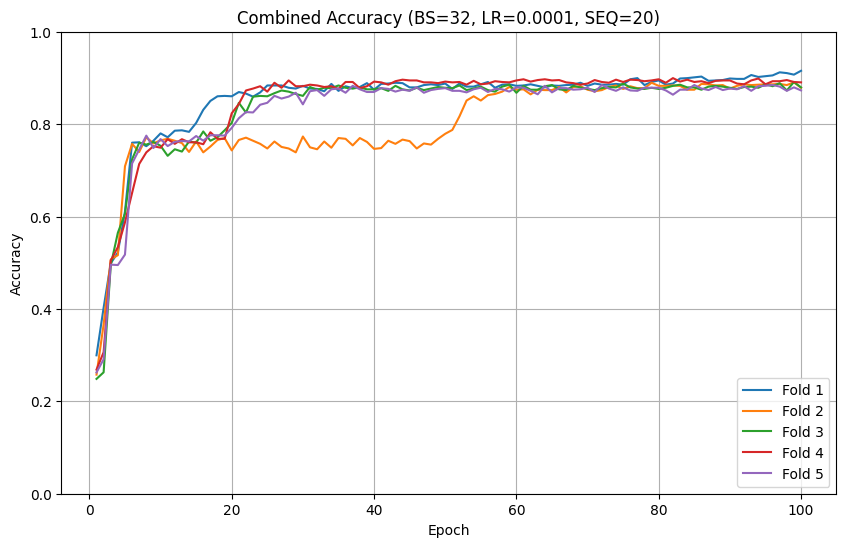 Combined Accuracy (BS=32, LR=0.0001, SEQ=20)
1.0
0.8
0.6
0.4
0.2
0.0
Accuracy
0 20 40 60 80 100
Epoch
Fold 1
Fold 2
Fold 3
Fold 4
Fold 5